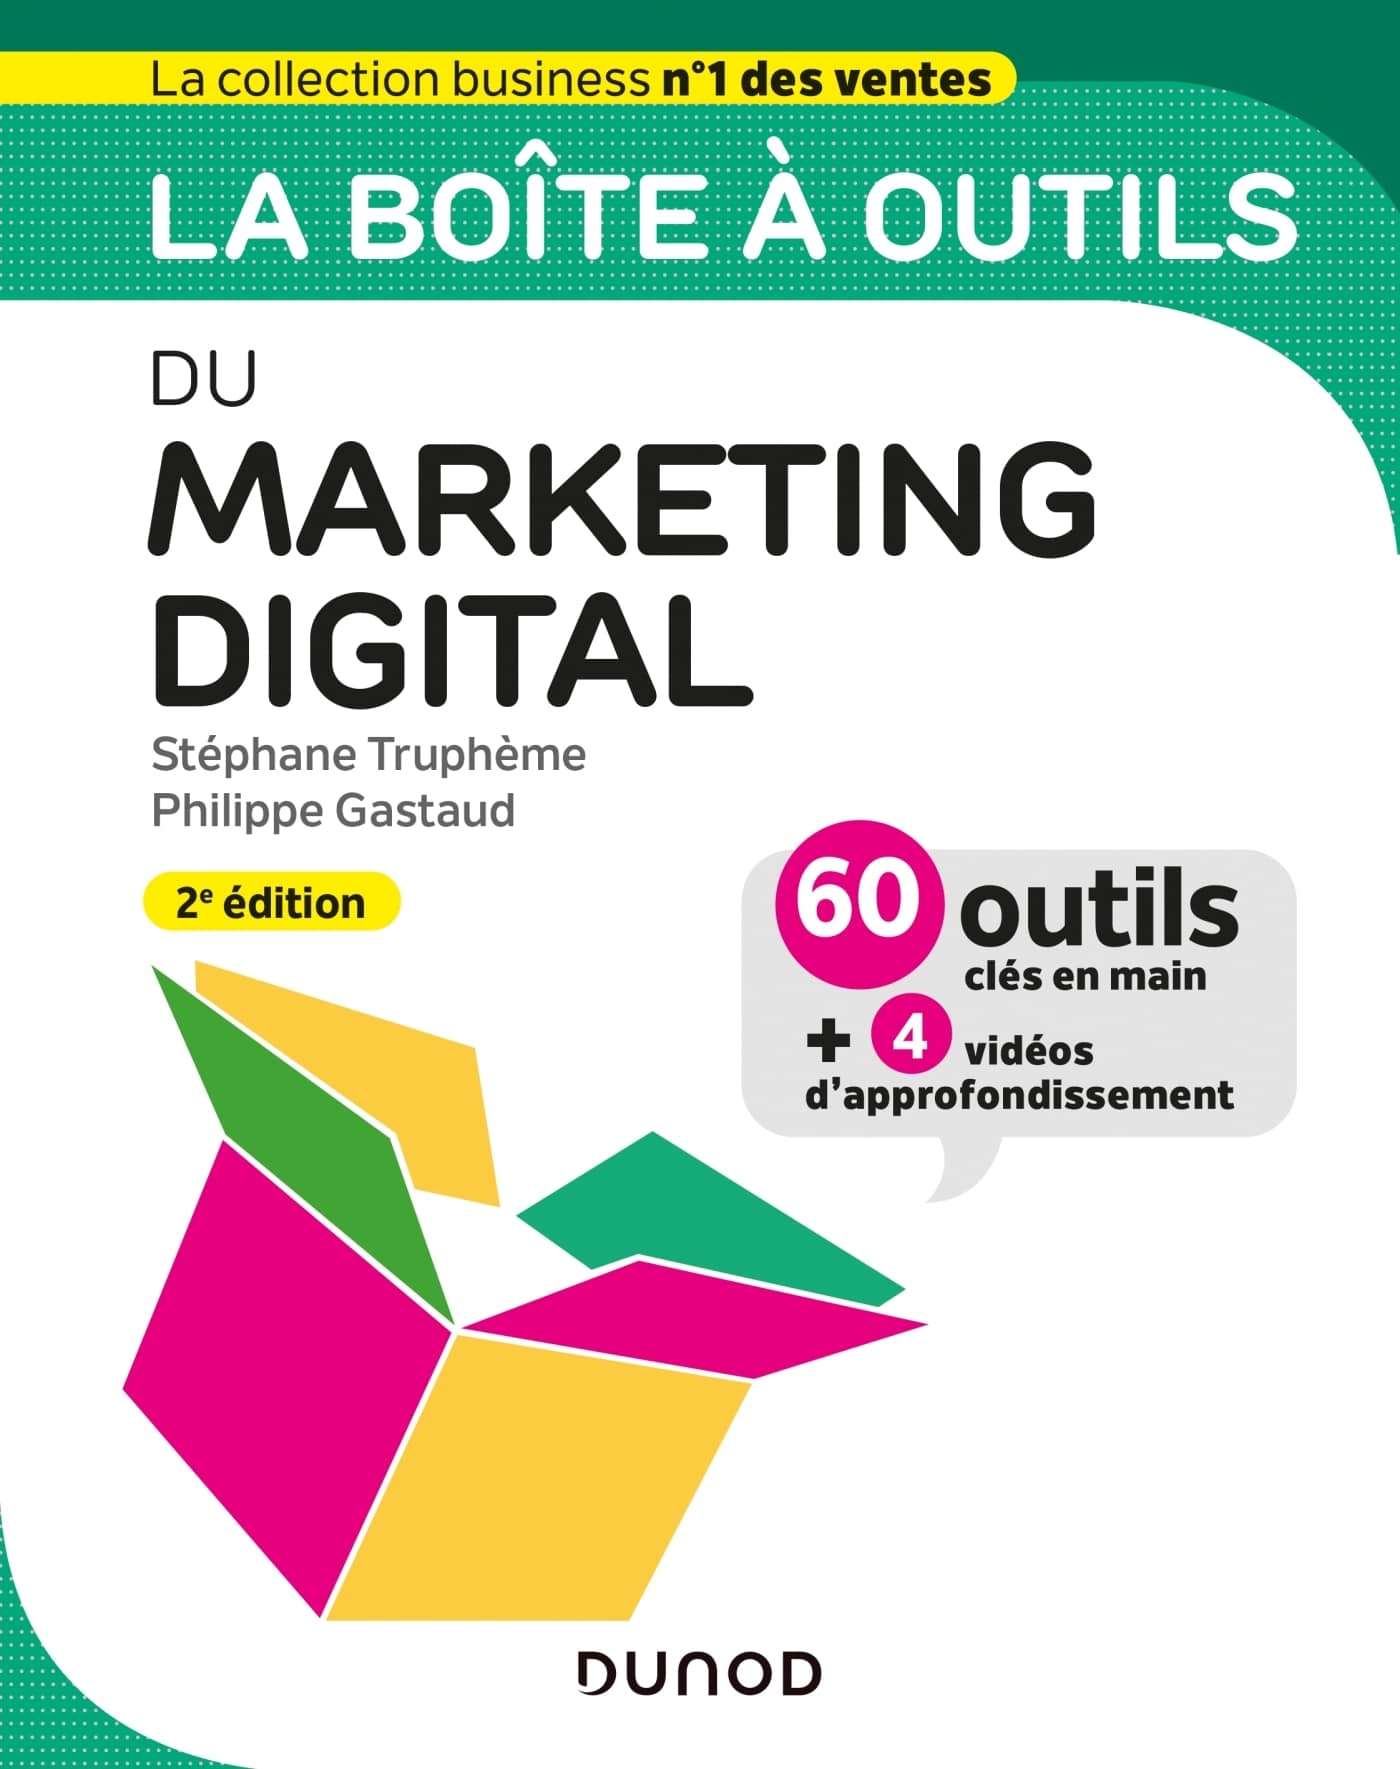 La collection business n°1 des ventes
LA BOÎTE À OUTILS
DU
MARKETING
DIGITAL
Stéphane Truphème
Philippe Gastaud
2e édition
60 outils
clés en main
+ 4 vidéos
d'approfondissement
DUNOD